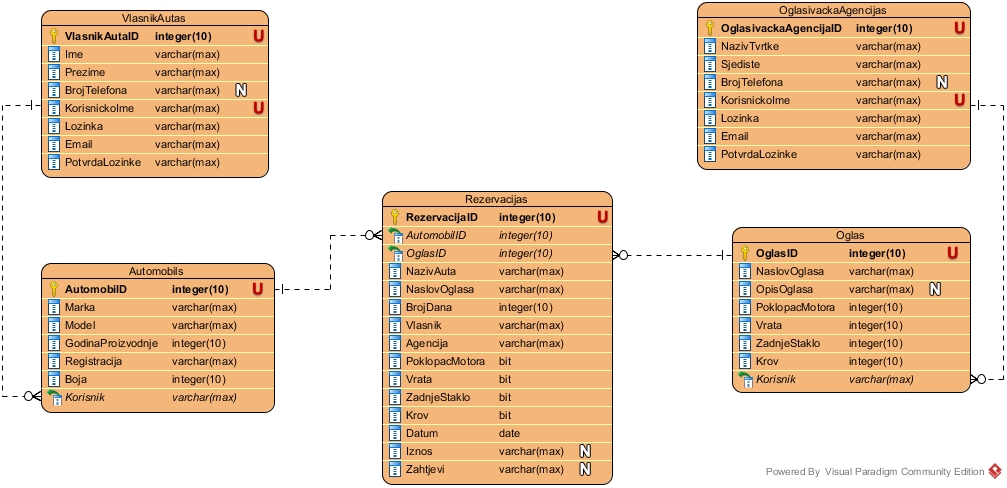 VlasnikAutas
VlasnikAutaID integer(10) U
Ime varchar(max)
Prezime varchar(max)
BrojTelefona varchar(max) N
KorisnickoIme varchar(max) U
Lozinka varchar(max)
Email varchar(max)
PotvrdaLozinke varchar(max)
OglasivackaAgencijas
OglasivackaAgencijaID integer(10) U
NazivTvrtke varchar(max)
Sjediste varchar(max)
BrojTelefona varchar(max) N
KorisnickoIme varchar(max) U
Lozinka varchar(max)
Email varchar(max)
PotvrdaLozinke varchar(max)
Rezervacijas
RezervacijaID integer(10) U
AutomobilID integer(10)
OglasID integer(10)
NazivAuta varchar(max)
NaslovOglasa varchar(max)
BrojDana integer(10)
Vlasnik varchar(max)
Agencija varchar(max)
PoklopacMotora bit
Vrata bit
ZadnjeStaklo bit
Krov bit
Datum date
Iznos varchar(max) N
Zahtjevi varchar(max) N
Automobils
AutomobilD integer(10) U
Marka varchar(max)
Model varchar(max)
GodinaProizvodnje integer(10)
Registracija varchar(max)
Boja integer(10)
Korisnik varchar(max)
Oglas
OglasID integer(10) U
NaslovOglasa varchar(max)
OpisOglasa varchar(max) N
PoklopacMotora integer(10)
Vrata integer(10)
ZadnjeStaklo integer(10)
Krov integer(10)
Korisnik varchar(max)
Powered By Visual Paradigm Community Edition